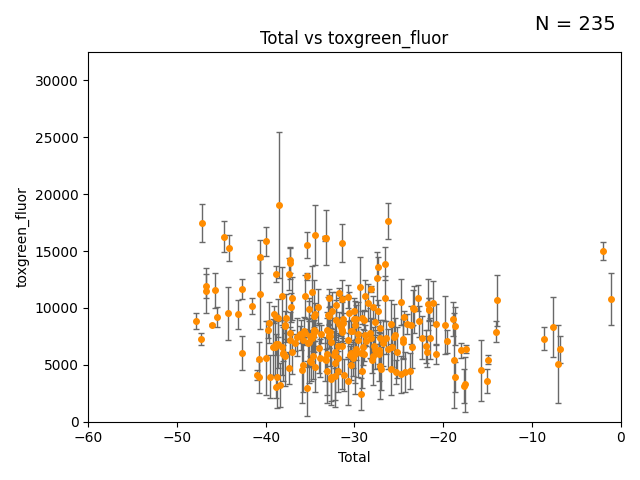 N = 235
Total vs toxgreen_fluor
30000
25000
20000
15000
10000
5000
0
toxgreen_fluor
−60 −50 −40 −30 −20 −10 0
Total